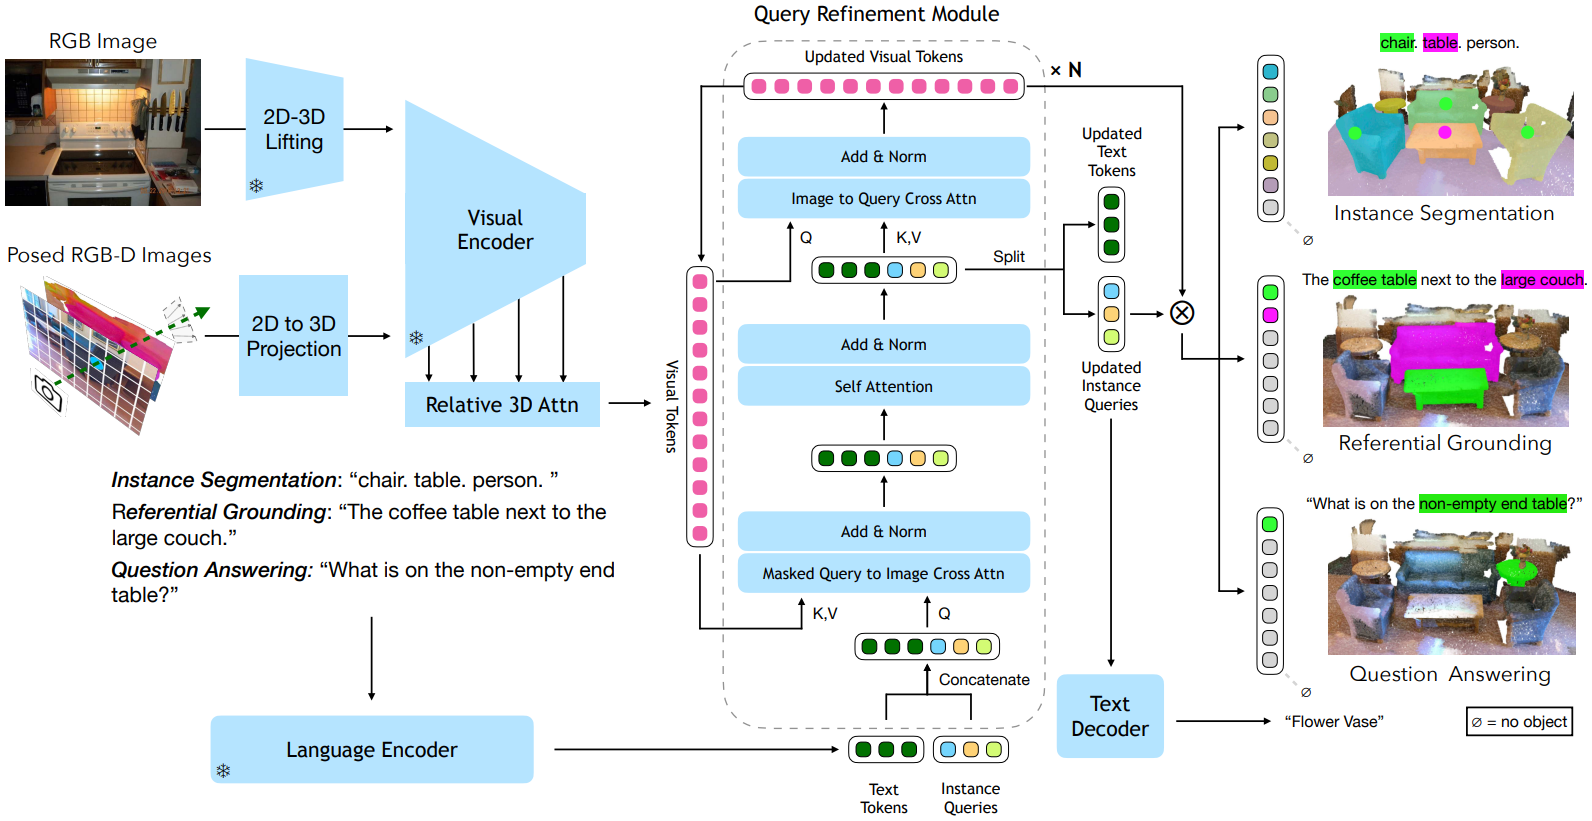 Query Refinement Module
RGB Image
2D-3D
Lifting
Posed RGB-D Images
2D to 3D
Projection
Visual
Encoder
Relative 3D Attn
Instance Segmentation: “chair. table. person. ”
Referential Grounding: “The coffee table next to the
large couch.”
Question Answering: “What is on the non-empty end
table?”
Language Encoder
Updated Visual Tokens
× N
Add & Norm
Image to Query Cross Attn
Q
K,V
Split
Add & Norm
Self Attention
Visual Tokens
Add & Norm
Masked Query to Image Cross Attn
K,V
Q
Concatenate
Text
Tokens
Instance
Queries
Updated
Text
Tokens
Updated
Instance
Queries
Text
Decoder
chair. table. person.
Instance Segmentation
∅
The coffee table next to the large couch.
Referential Grounding
∅
“What is on the non-empty end table?”
Question Answering
∅
“Flower Vase”
∅ = no object